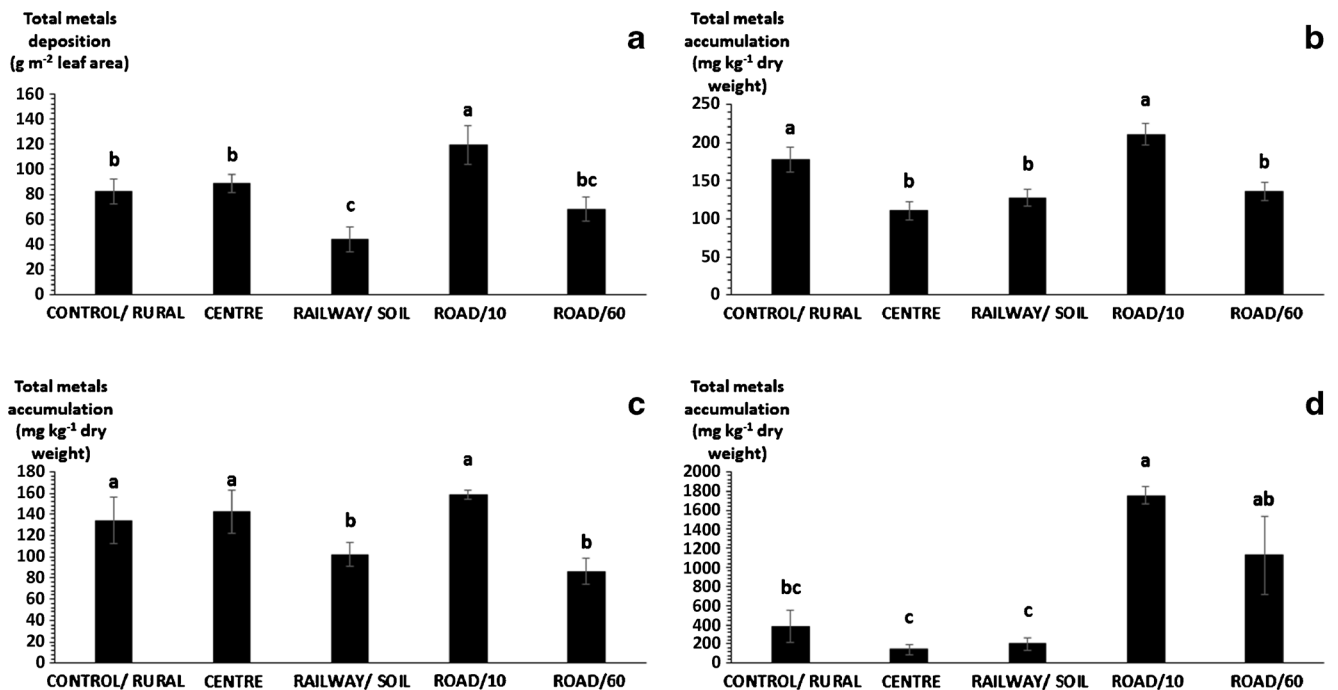 Total metals
deposition
(g m⁻² leaf area)
a
160
140
120
100
80
60
40
20
0
b
b
c
a
bc
CONTROL/ RURAL CENTRE RAILWAY/ SOIL ROAD/10 ROAD/60
Total metals
accumulation
(mg kg⁻¹ dry
weight)
b
250
200
150
100
50
0
a
b
b
a
b
CONTROL/ RURAL CENTRE RAILWAY/ SOIL ROAD/10 ROAD/60
Total metals
accumulation
(mg kg⁻¹ dry
weight)
c
180
160
140
120
100
80
60
40
20
0
a
a
b
a
b
CONTROL/ RURAL CENTRE RAILWAY/ SOIL ROAD/10 ROAD/60
Total metals
accumulation
(mg kg⁻¹ dry
weight)
d
2000
1800
1600
1400
1200
1000
800
600
400
200
0
bc
c
c
a
ab
CONTROL/ RURAL CENTRE RAILWAY/ SOIL ROAD/10 ROAD/60